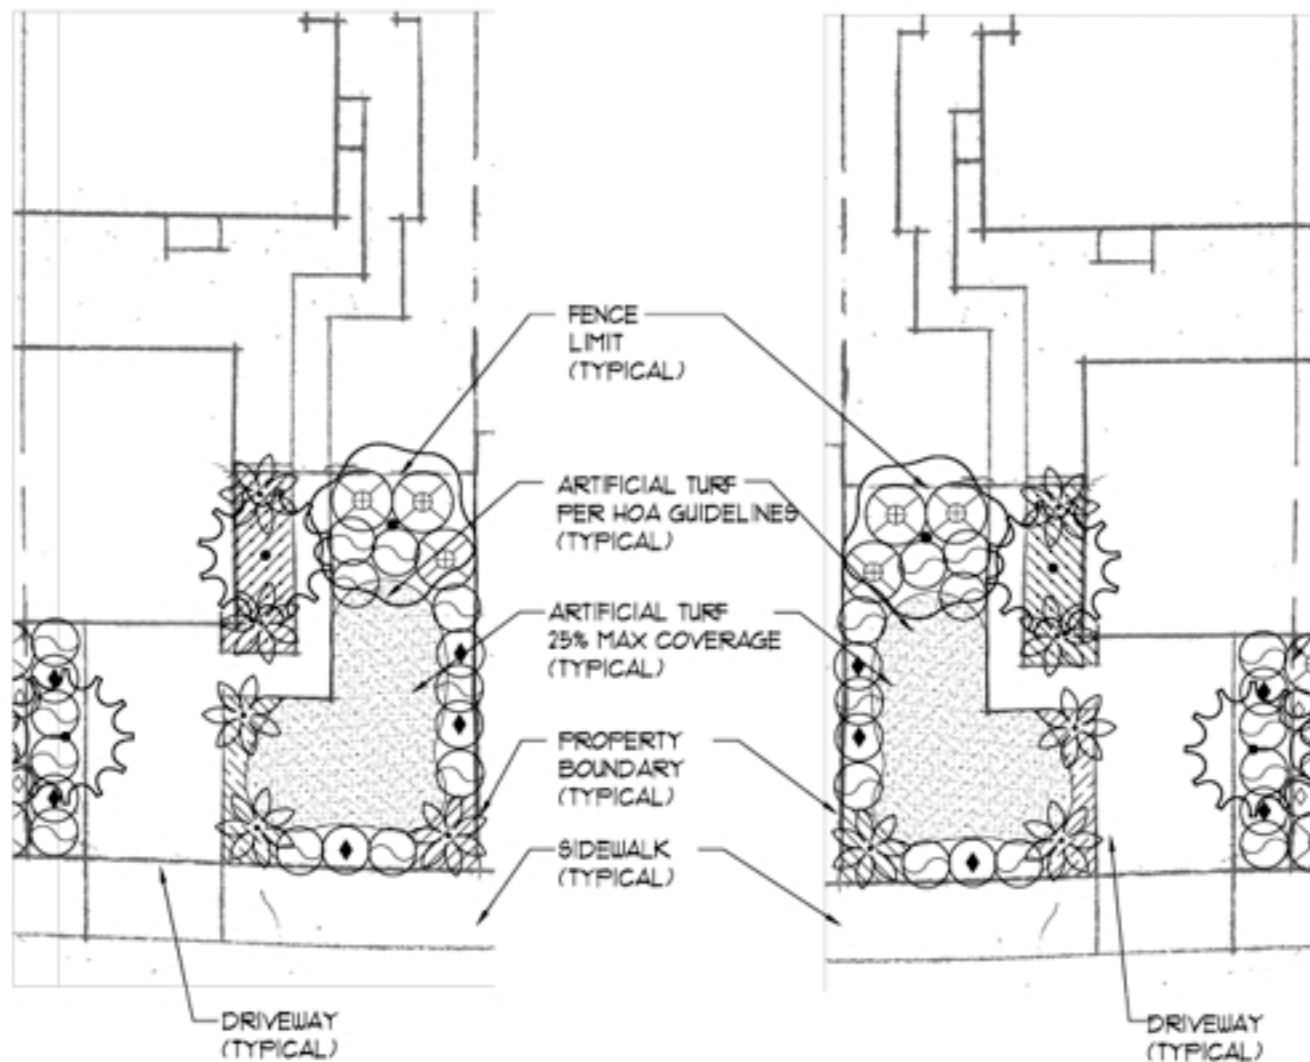 FENCE
LIMIT
(TYPICAL)
ARTIFICIAL TURF
PER HOA GUIDELINES
(TYPICAL)
ARTIFICIAL TURF
25% MAX COVERAGE
(TYPICAL)
PROPERTY
BOUNDARY
(TYPICAL)
SIDEWALK
(TYPICAL)
DRIVEWAY
(TYPICAL)
DRIVEWAY
(TYPICAL)